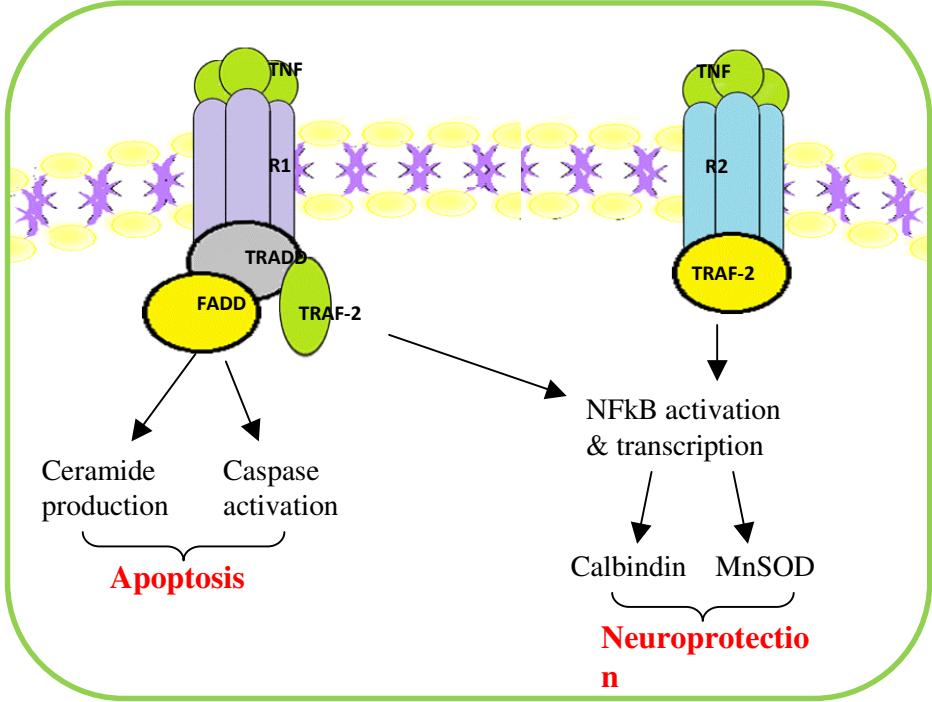 TNF
R1
TRADD
FADD
TRAF-2
TNF
R2
TRAF-2
NFkB activation
& transcription
Ceramide
production
Caspase
activation
Apoptosis
Calbindin
MnSOD
Neuroprotectio
n